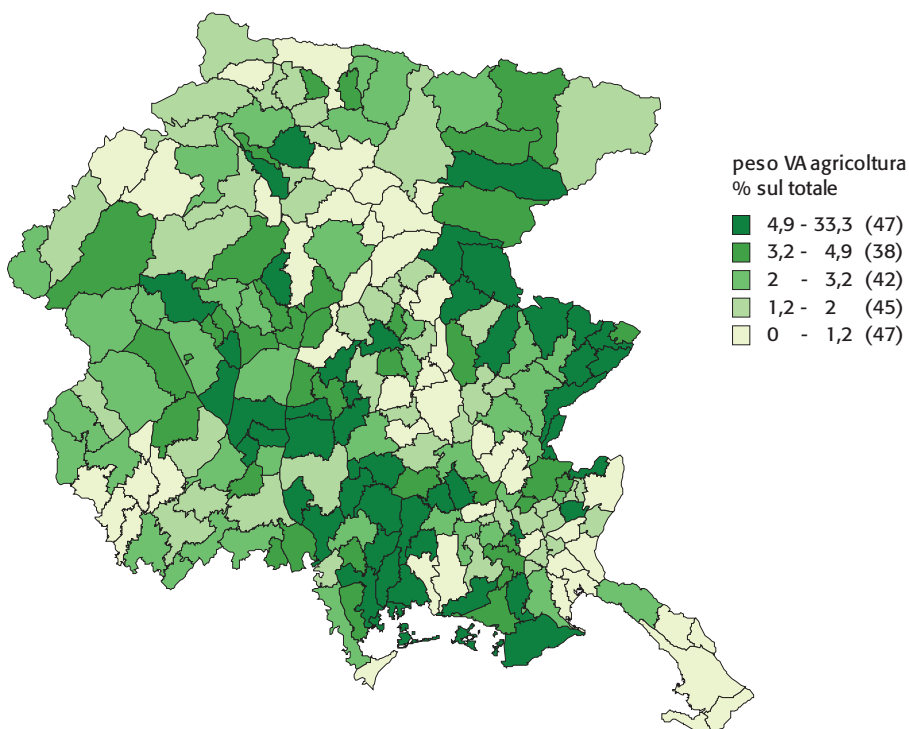 peso VA agricoltura
% sul totale
4,9 - 33,3 (47)
3,2 - 4,9 (38)
2 - 3,2 (42)
1,2 - 2 (45)
0 - 1,2 (47)